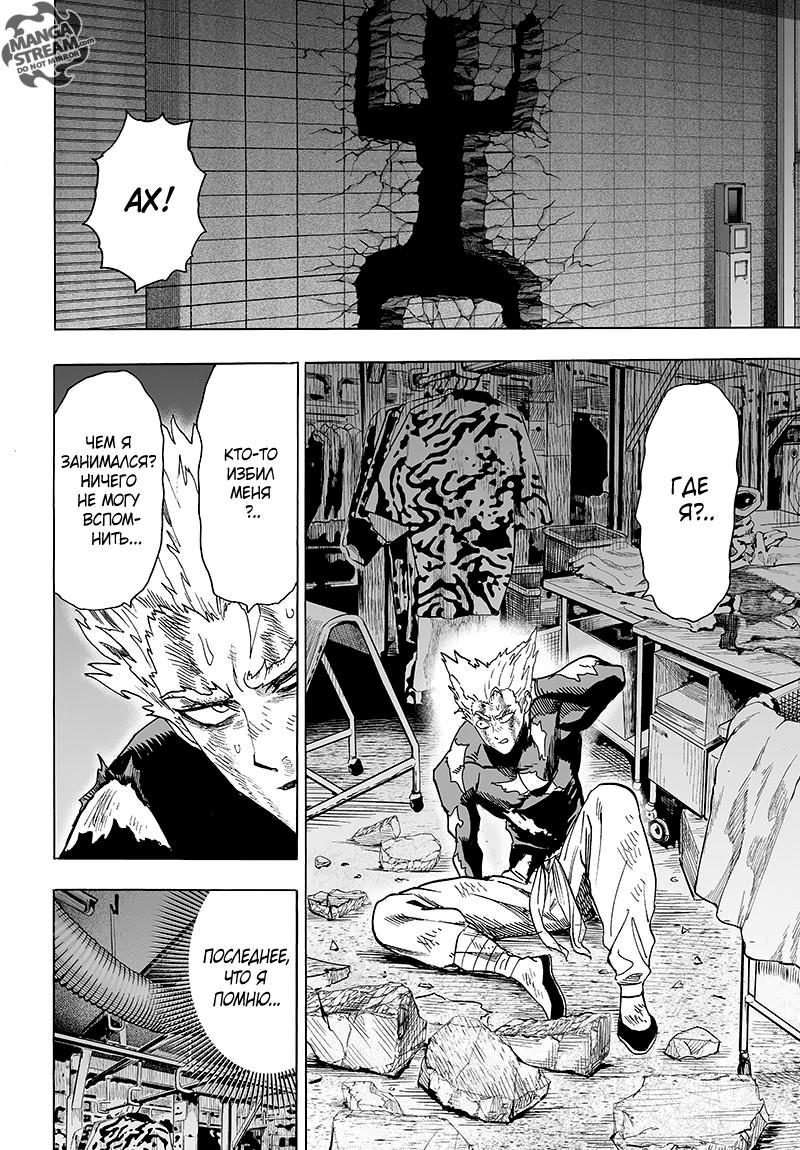 MANGA
STREAM.com
DO NOT MIRROR
АХ!
ГДЕ
Я?..
КТО-ТО
ИЗБИЛ
МЕНЯ
?..
ЧЕМ Я
ЗАНИМАЛСЯ?
НИЧЕГО
НЕ МОГУ
ВСПОМ-
НИТЬ...
ПОСЛЕДНЕЕ,
ЧТО Я
ПОМНЮ...